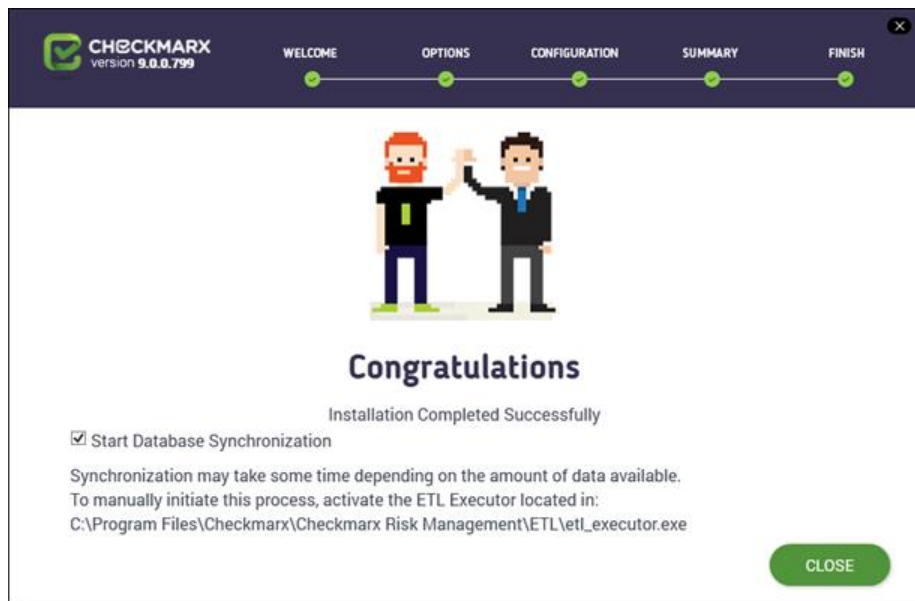 CHECKMARX
version 9.0.0.799
WELCOME
OPTIONS
CONFIGURATION
SUMMARY
FINISH
Congratulations
Installation Completed Successfully
Start Database Synchronization
Synchronization may take some time depending on the amount of data available.
To manually initiate this process, activate the ETL Executor located in:
C:\Program Files\Checkmarx\Checkmarx Risk Management\ETL\etl_executor.exe
CLOSE